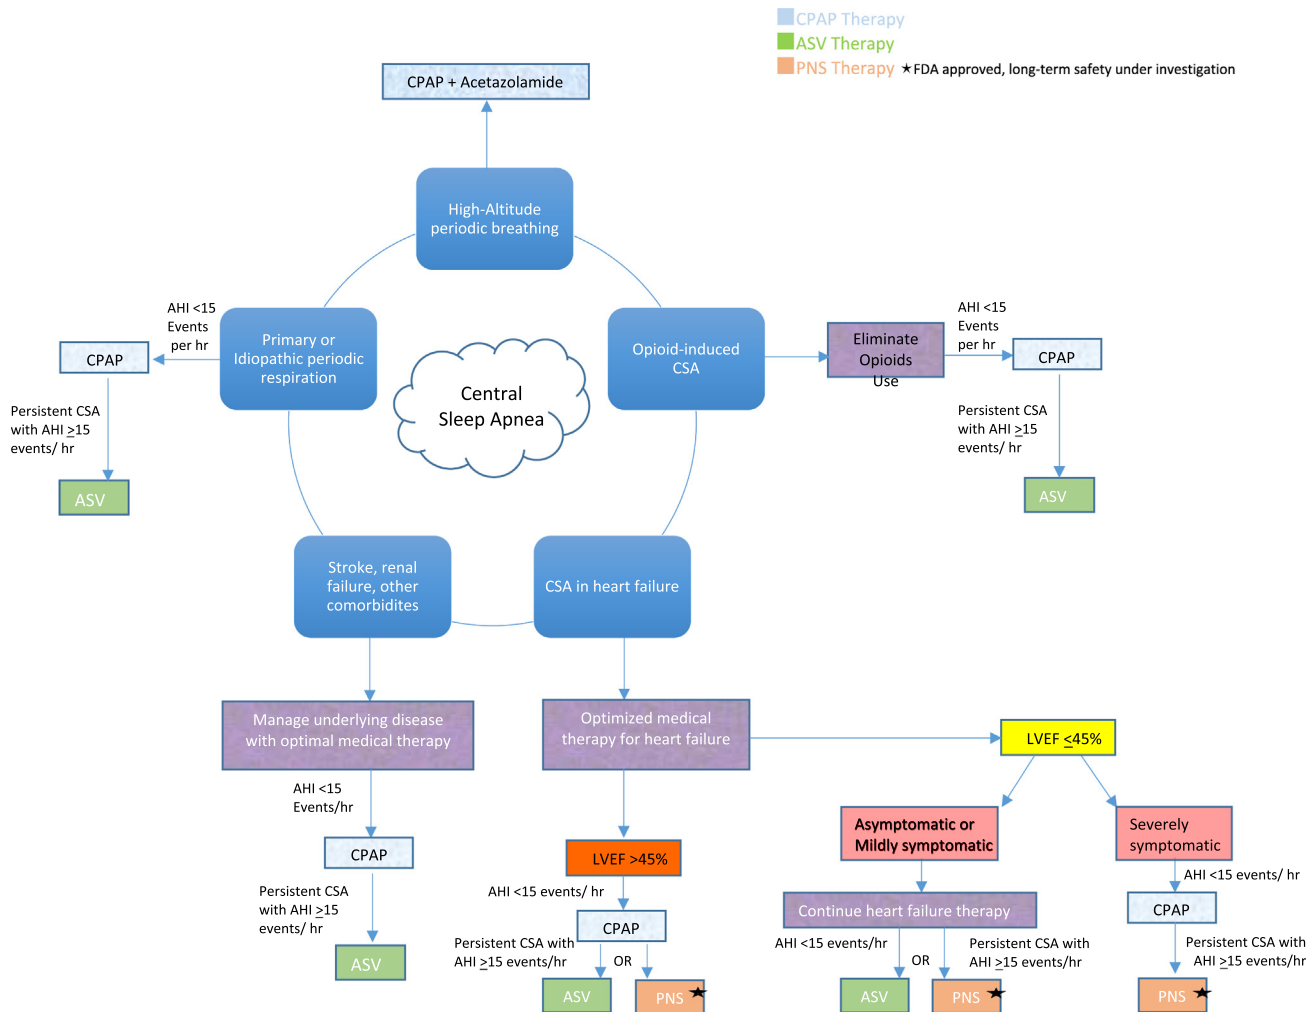 CPAP Therapy
ASV Therapy
PNS Therapy ★FDA approved, long-term safety under investigation
CPAP + Acetazolamide
High-Altitude
periodic breathing
AHI <15
Events
per hr
Primary or
Idiopathic periodic
respiration
CPAP
Persistent CSA
with AHI ≥15
events/ hr
ASV
Central
Sleep Apnea
Opioid-induced
CSA
Eliminate
Opioids
Use
AHI <15
Events
per hr
CPAP
Persistent CSA
with AHI ≥15
events/ hr
ASV
Stroke, renal
failure, other
comorbidites
CSA in heart failure
Manage underlying disease
with optimal medical therapy
AHI <15
Events/hr
CPAP
Persistent CSA
with AHI ≥15
events/ hr
ASV
Optimized medical
therapy for heart failure
LVEF >45%
AHI <15 events/ hr
CPAP
Persistent CSA with
AHI ≥15 events/hr
OR
ASV
PNS ★
LVEF ≤45%
Asymptomatic or
Mildly symptomatic
Continue heart failure therapy
AHI <15 events/hr
OR
Persistent CSA with
AHI ≥15 events/hr
ASV
PNS ★
Severely
symptomatic
AHI <15 events/ hr
CPAP
Persistent CSA with
AHI ≥15 events/hr
PNS ★